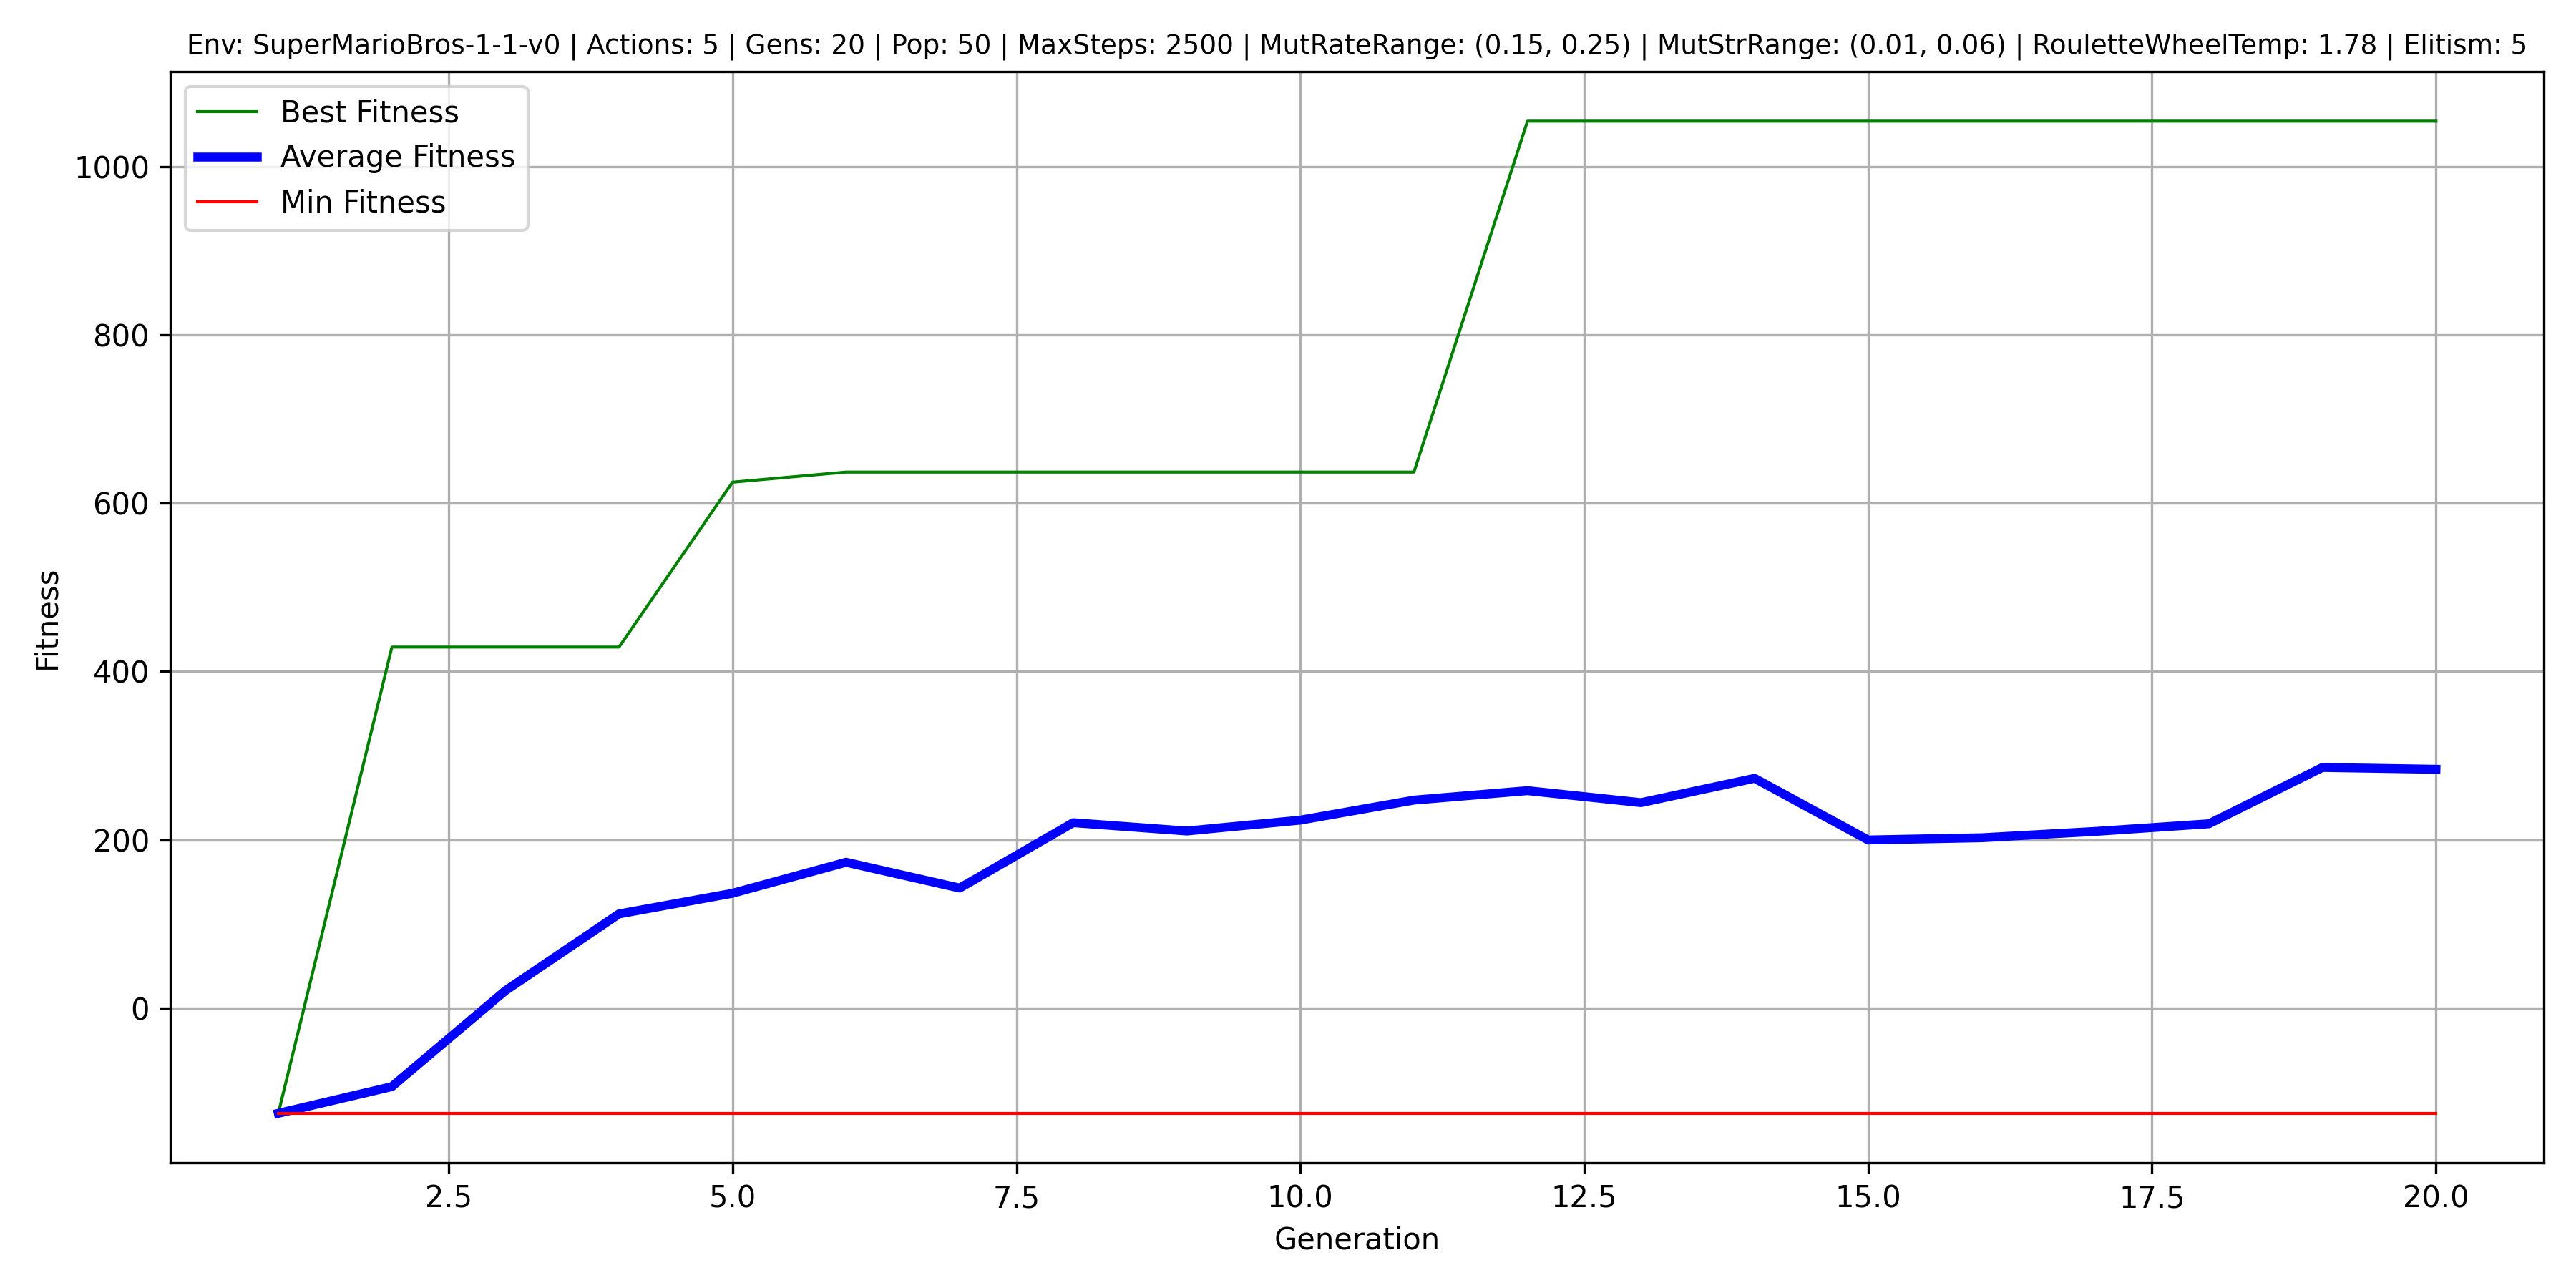 Env: SuperMarioBros-1-1-v0 | Actions: 5 | Gens: 20 | Pop: 50 | MaxSteps: 2500 | MutRateRange: (0.15, 0.25) | MutStrRange: (0.01, 0.06) | RouletteWheelTemp: 1.78 | Elitism: 5
Best Fitness
Average Fitness
Min Fitness
1000
800
600
400
200
0
Fitness
2.5 5.0 7.5 10.0 12.5 15.0 17.5 20.0
Generation